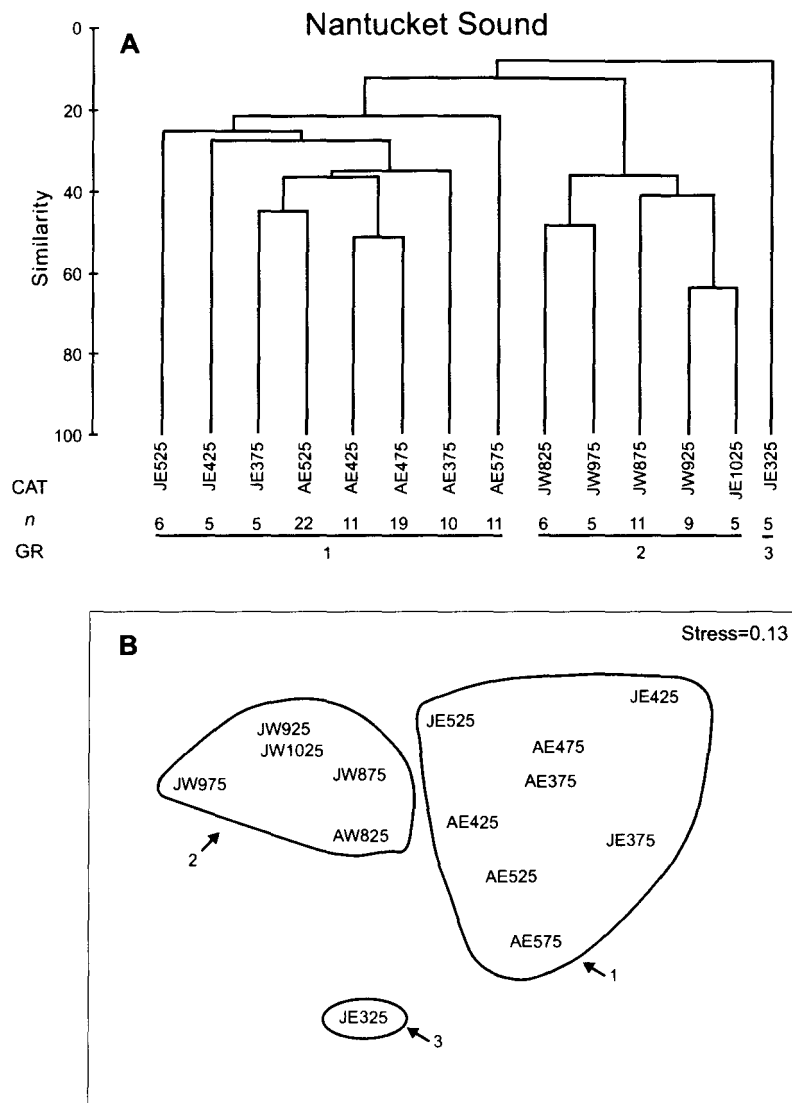 Nantucket Sound
A
0
20
40
60
80
100
Similarity
JE525 JE425 JE375 AE525 AE425 AE475 AE375 AE575 JW825 JW975 JW875 JW925 JE1025 JE325
CAT
n 6 5 5 22 11 19 10 11 6 5 11 9 5 5
GR 1 2 3
B
Stress=0.13
JE425
JE525
JW925
AE475
JW1025
JW875
AE375
JW975
AE425
AW825
JE375
2
AE525
AE575
1
JE325
3